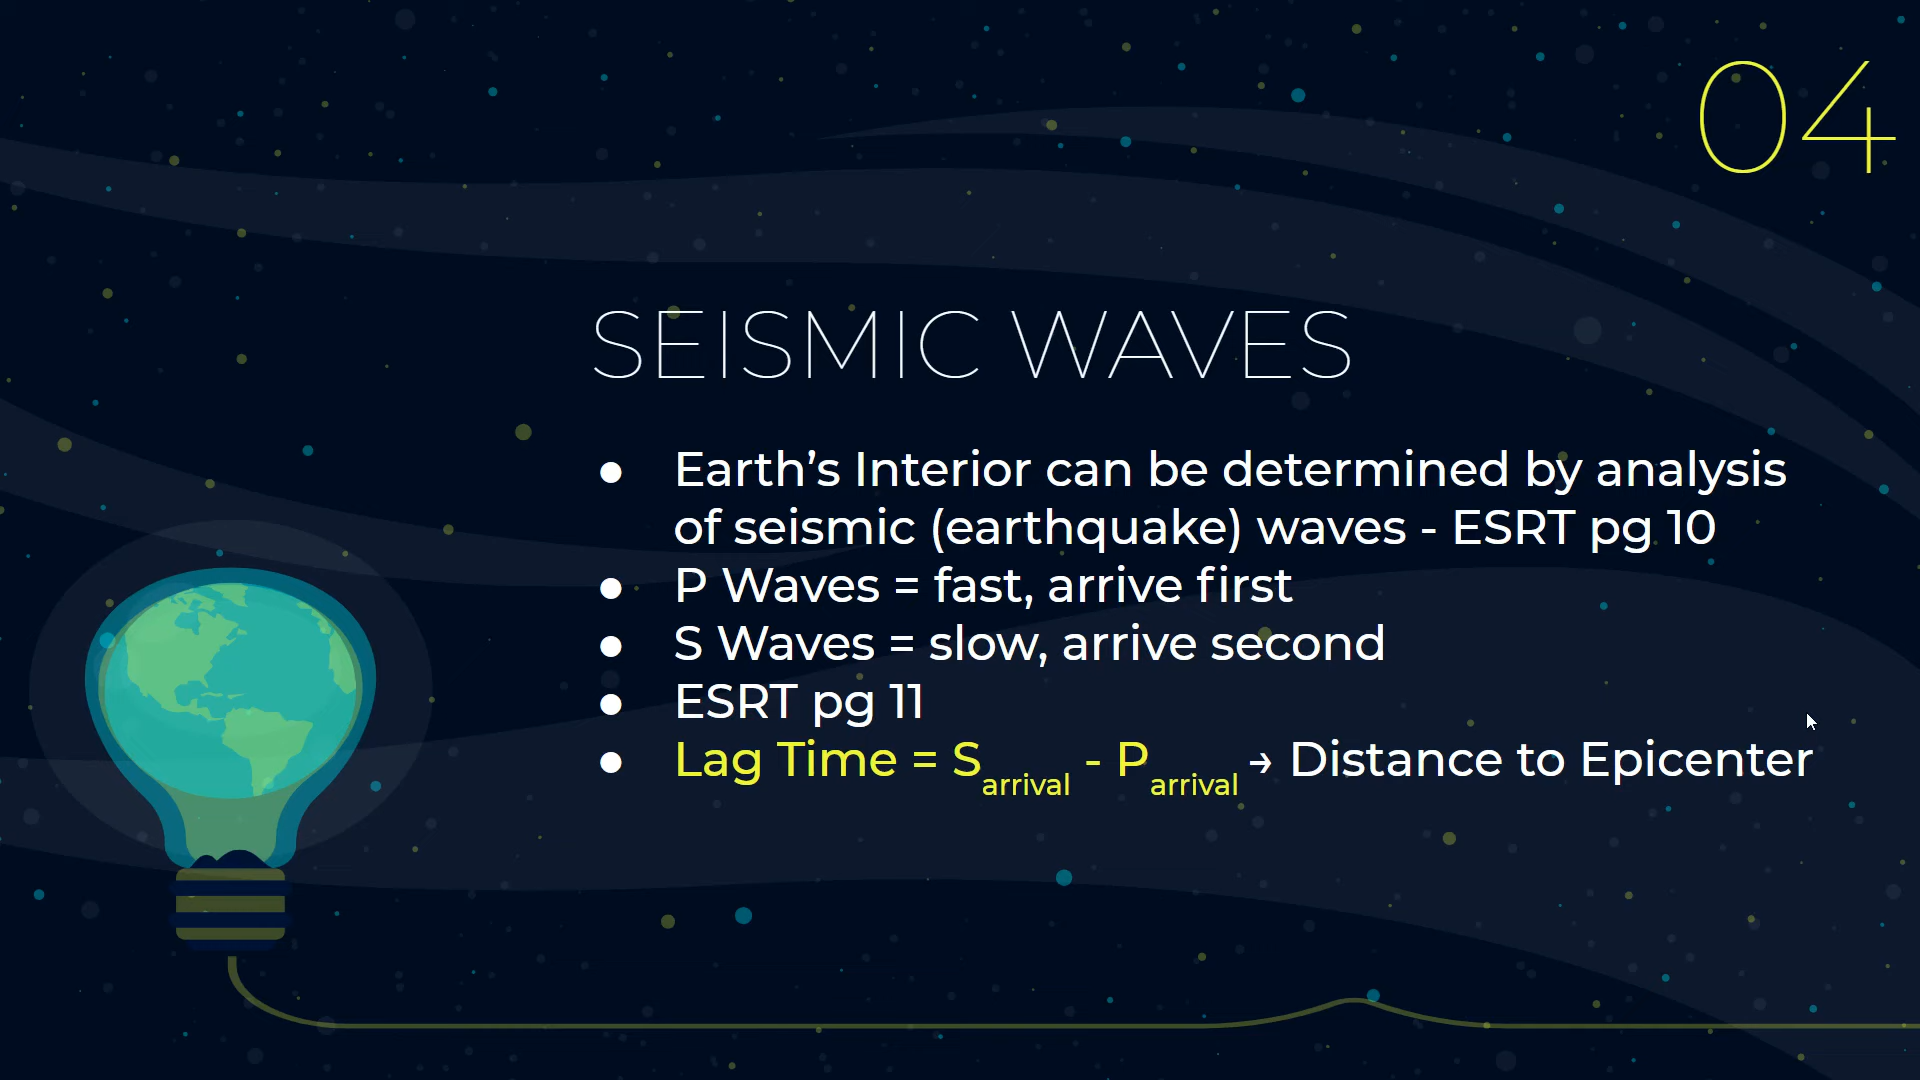 04
SEISMIC WAVES
● Earth’s Interior can be determined by analysis
of seismic (earthquake) waves - ESRT pg 10
● P Waves = fast, arrive first
● S Waves = slow, arrive second
● ESRT pg 11
● Lag Time = Sarrival - Parrival → Distance to Epicenter